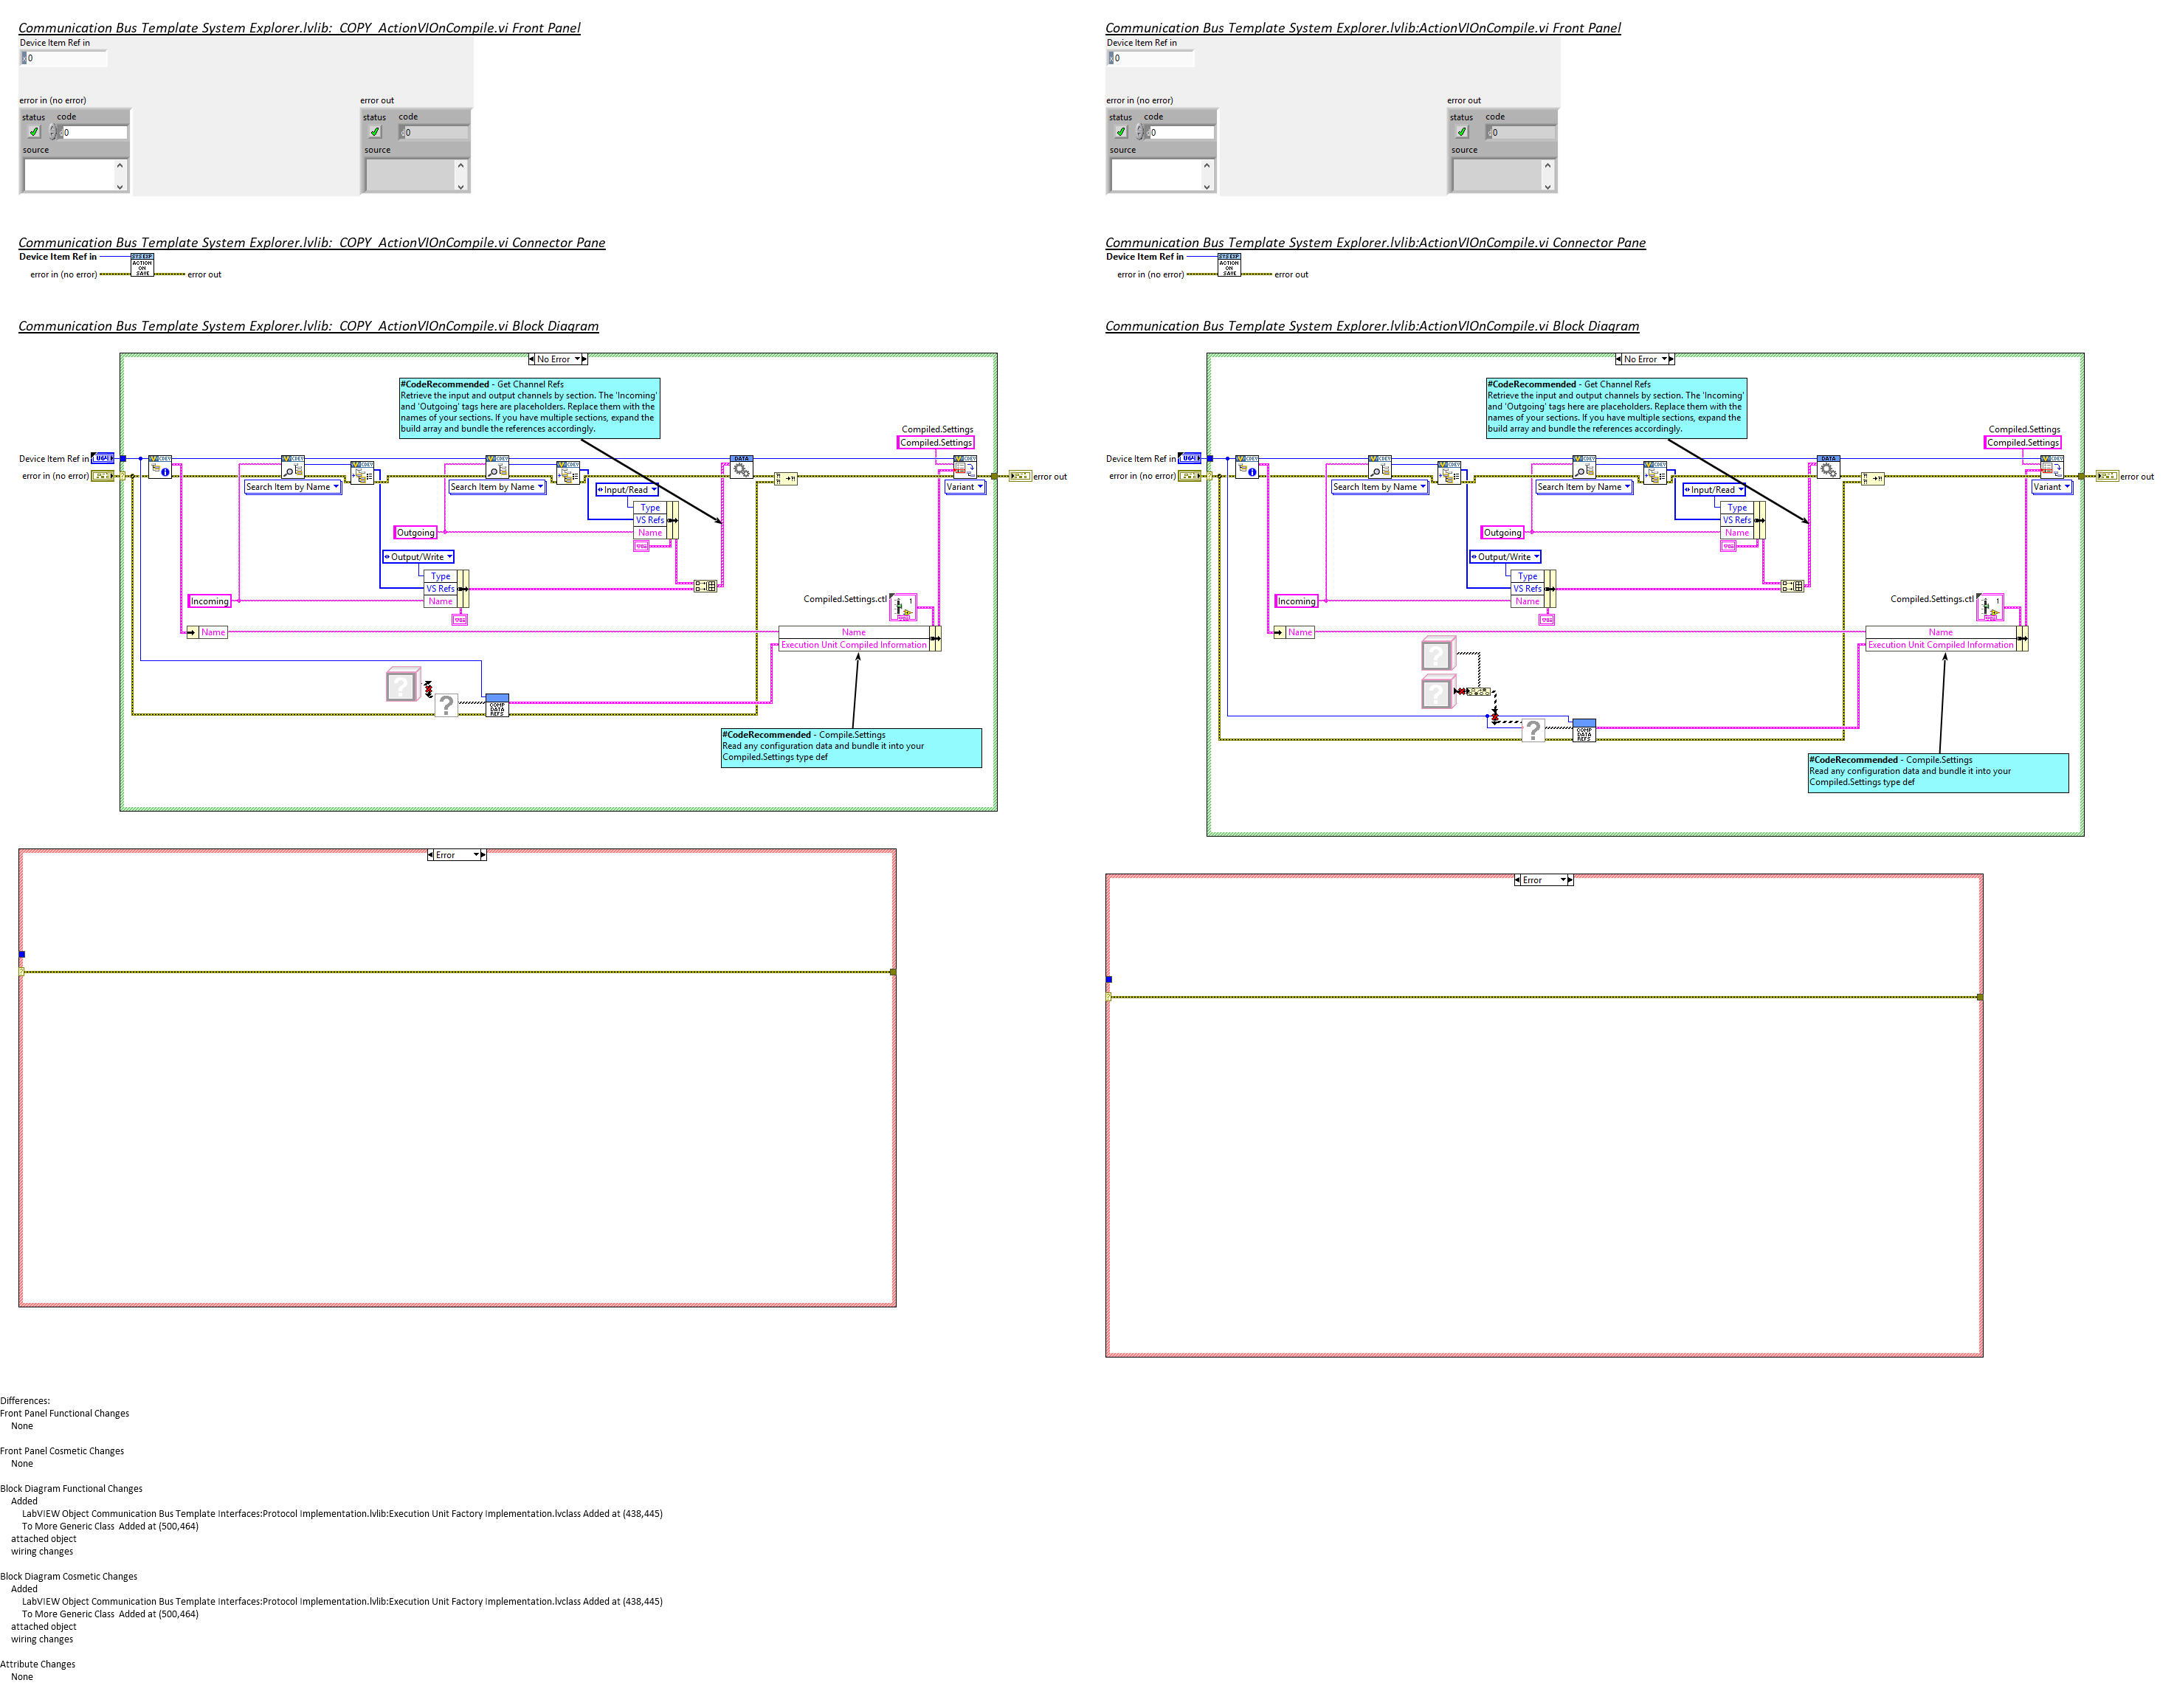 Communication Bus Template System Explorer.lvlib:_COPY_ActionVIOnCompile.vi Front Panel
Device Item Ref in
0
error in (no error)
error out
status code
0
source
status code
0
source
Communication Bus Template System Explorer.lvlib:_COPY_ActionVIOnCompile.vi Connector Pane
Device Item Ref in
error in (no error)
error out
SYS EXP
ACTION
ON
SAVE
Communication Bus Template System Explorer.lvlib:_COPY_ActionVIOnCompile.vi Block Diagram
No Error
#CodeRecommended - Get Channel Refs
Retrieve the input and output channels by section. The 'Incoming'
and 'Outgoing' tags here are placeholders. Replace them with the
names of your sections. If you have multiple sections, expand the
build array and bundle the references accordingly.
Compiled.Settings
Compiled.Settings
Device Item Ref in
error in (no error)
Search Item by Name
Search Item by Name
DATA
Variant
error out
Input/Read
Type
VS Refs
Name
Outgoing
Output/Write
Type
VS Refs
Name
Incoming
Compiled.Settings.ctl
Name
Name
Execution Unit Compiled Information
?
?
COMP
DATA
REFS
#CodeRecommended - Compile.Settings
Read any configuration data and bundle it into your
Compiled.Settings type def
Error
Communication Bus Template System Explorer.lvlib:ActionVIOnCompile.vi Front Panel
Device Item Ref in
0
error in (no error)
error out
status code
0
source
status code
0
source
Communication Bus Template System Explorer.lvlib:ActionVIOnCompile.vi Connector Pane
Device Item Ref in
error in (no error)
error out
SYS EXP
ACTION
ON
SAVE
Communication Bus Template System Explorer.lvlib:ActionVIOnCompile.vi Block Diagram
No Error
#CodeRecommended - Get Channel Refs
Retrieve the input and output channels by section. The 'Incoming'
and 'Outgoing' tags here are placeholders. Replace them with the
names of your sections. If you have multiple sections, expand the
build array and bundle the references accordingly.
Compiled.Settings
Compiled.Settings
Device Item Ref in
error in (no error)
Search Item by Name
Search Item by Name
DATA
Variant
error out
Input/Read
Type
VS Refs
Name
Outgoing
Output/Write
Type
VS Refs
Name
Incoming
Compiled.Settings.ctl
Name
Name
Execution Unit Compiled Information
?
?
?
COMP
DATA
REFS
#CodeRecommended - Compile.Settings
Read any configuration data and bundle it into your
Compiled.Settings type def
Error
Differences:
Front Panel Functional Changes
None
Front Panel Cosmetic Changes
None
Block Diagram Functional Changes
Added
LabVIEW Object Communication Bus Template Interfaces:Protocol Implementation.lvlib:Execution Unit Factory Implementation.lvclass Added at (438,445)
To More Generic Class  Added at (500,464)
attached object
wiring changes
Block Diagram Cosmetic Changes
Added
LabVIEW Object Communication Bus Template Interfaces:Protocol Implementation.lvlib:Execution Unit Factory Implementation.lvclass Added at (438,445)
To More Generic Class  Added at (500,464)
attached object
wiring changes
Attribute Changes
None